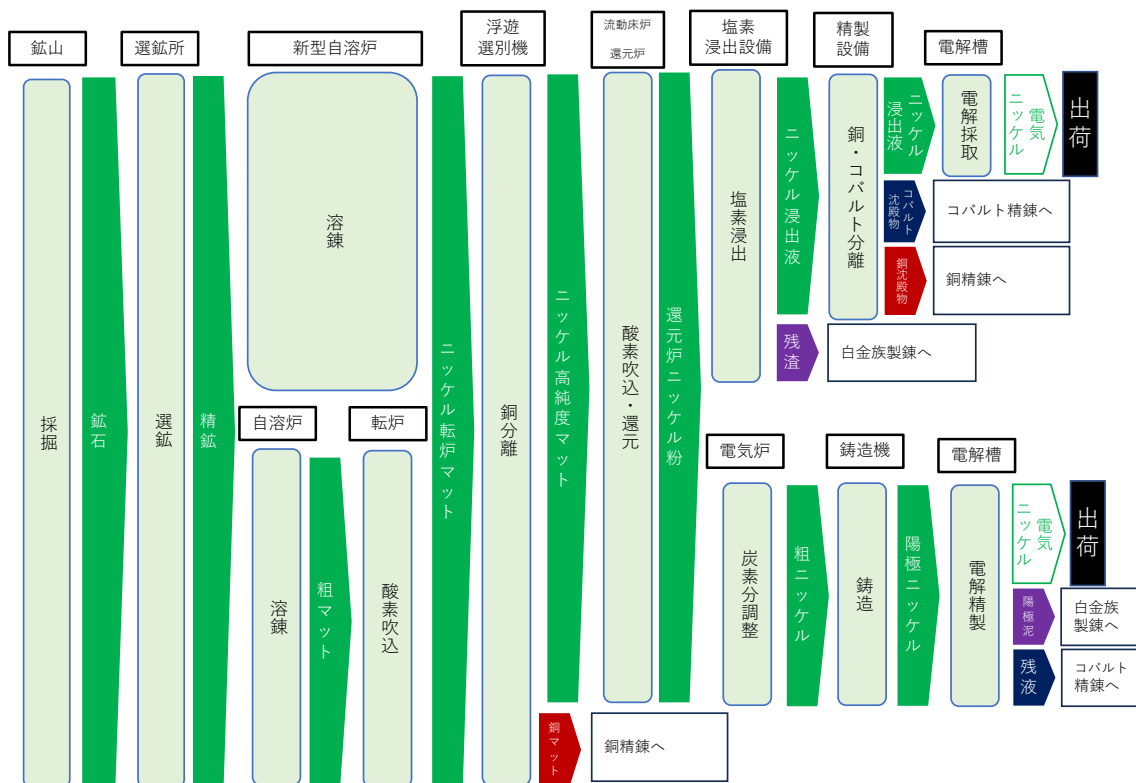 鉱山
選鉱所
新型自溶炉
浮遊
選別機
流動床炉
還元炉
塩素
浸出設備
精製
設備
電解槽
採掘
鉱石
選鉱
精鉱
溶錬
自溶炉
転炉
溶錬
粗マット
酸素吹込
ニッケル転炉マット
銅分離
ニッケル高純度マット
銅マット
銅精錬へ
酸素吹込・還元
還元炉ニッケル粉
塩素浸出
ニッケル浸出液
残渣
白金族製錬へ
銅・コバルト分離
ニッケル
浸出液
コバルト
沈殿物
コバルト精錬へ
銅沈殿物
銅精錬へ
電解採取
電気
ニッケル
出荷
電気炉
鋳造機
電解槽
炭素分調整
粗ニッケル
鋳造
陽極ニッケル
電解精製
電気
ニッケル
出荷
陽極泥
白金族
製錬へ
残液
コバルト
精錬へ